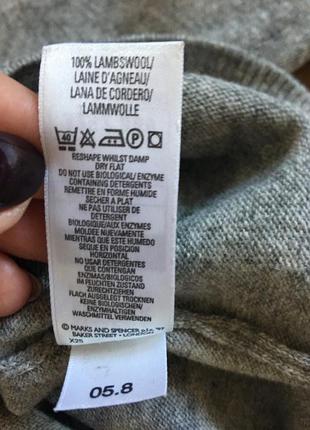 100% LAMBSWOOL/
LAINE D'AGNEAU/
LANA DE CORDERO/
LAMMWOLLE
40 P
RESHAPE WHILST DAMP
DRY FLAT
DO NOT USE BIOLOGICAL/ ENZYME
CONTAINING DETERGENTS
REMETTRE EN FORME HUMIDE
SECHER A PLAT
NE PAS UTILISER DE
DETERGENT
BIOLOGIQUE/AUX ENZYMES
MOLDEE NUEVAMENTE
MIENTRAS QUE ESTE HUMEDO
SEQUE EN POSICION
HORIZONTAL
NO USAR DETERGENTES
QUE CONTENGAN
ENZIMAS/BIOLOGICOS
IM FEUCHTEN ZUSTAND
ZURECHTZIEHEN
FLACH AUSGELEGT TROCKNEN
KEINE BIOLOGISCHEN/
ENZYMHALTIGEN
WASCHMITTEL VERWENDEN
© MARKS AND SPENCER
BAKER STREET
X25
05.8